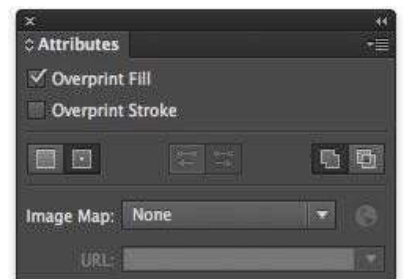 Attributes
Overprint Fill
Overprint Stroke
Image Map: None
URL: